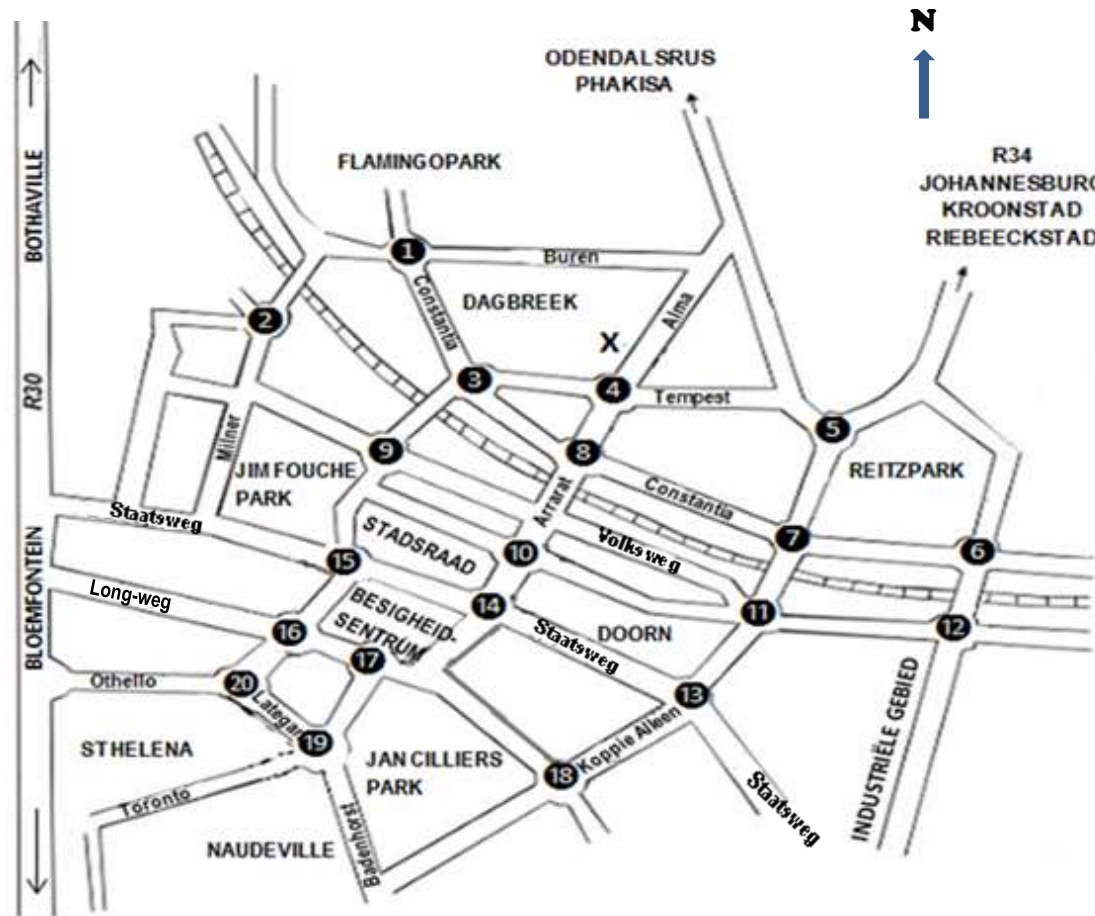 N
ODENDALSRUS
PHAKISA
R34
JOHANNESBURG
KROONSTAD
RIEBEECKSTAD
FLAMINGOPARK
BOTHAVILLE
1
Buren
Constantia
DAGBREEK
Alma
2
X
R30
3
4
Tempest
5
Milner
9
8
REITZPARK
JIM FOUCHE
PARK
Constantia
Staatsweg
Ararat
STADSRAAD
Volksweg
7
6
10
15
BLOEMFONTEIN
Long-weg
BESIGHEID-
SENTRUM
14
11
12
16
DOORN
Staatsweg
17
Othello
20
Lategan
13
INDUSTRIËLE GEBIED
ST HELENA
19
JAN CILLIERS
PARK
Koppie Alleen
18
Toronto
Staatsweg
NAUDEVILLE
Badenhorst